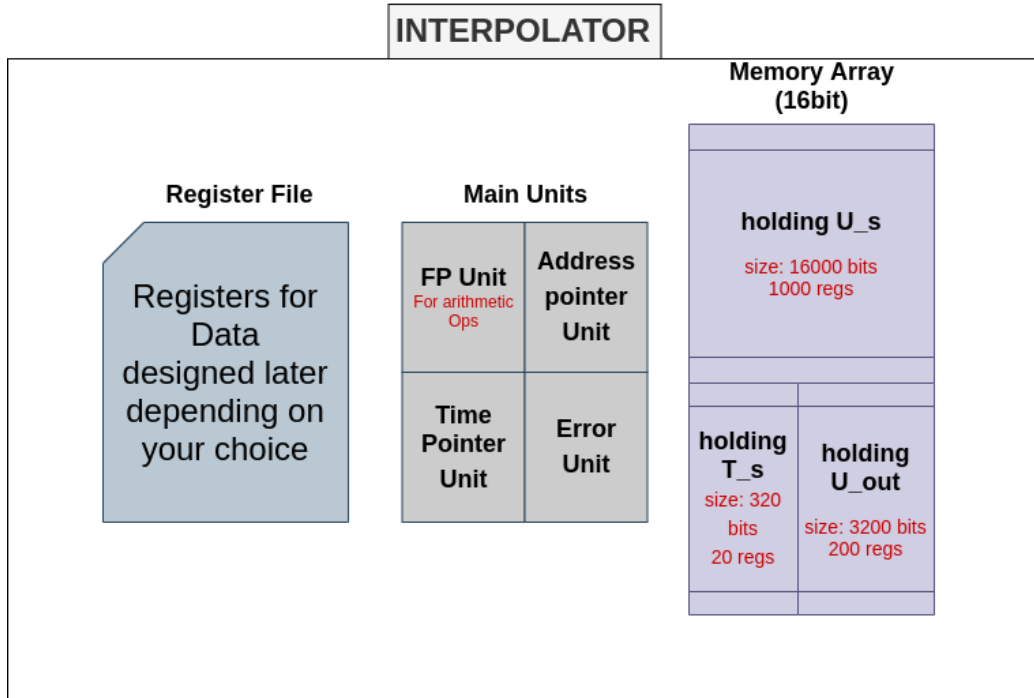 INTERPOLATOR
Memory Array
(16bit)
Register File
Main Units
Registers for
Data
designed later
depending on
your choice
FP Unit
For arithmetic
Ops
Address
pointer
Unit
Time
Pointer
Unit
Error
Unit
holding U_s
size: 16000 bits
1000 regs
holding
T_s
size: 320
bits
20 regs
holding
U_out
size: 3200 bits
200 regs